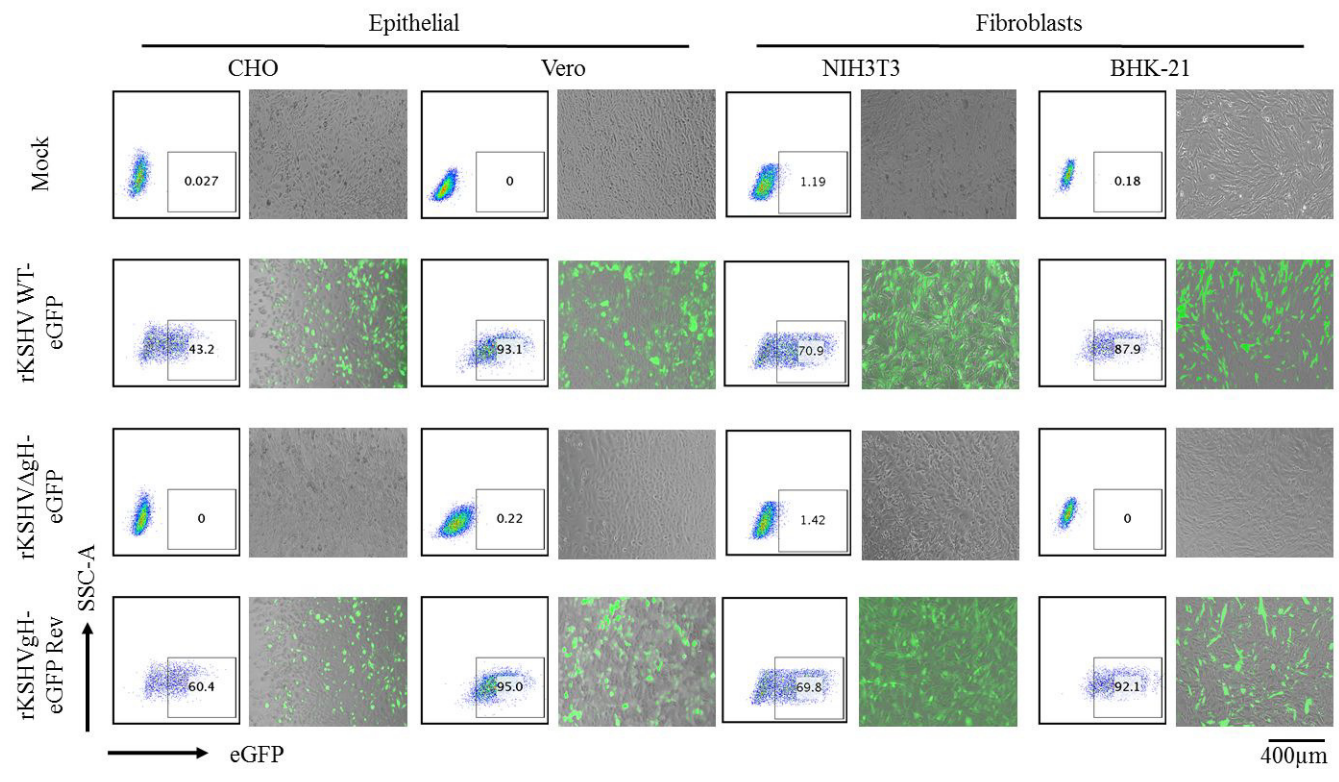 Epithelial Fibroblasts
CHO Vero NIH3T3 BHK-21
Mock
0.027 0 1.19 0.18
rKSHV WT-
eGFP
43.2 93.1 70.9 87.9
rKSHVΔgH-
eGFP
0 0.22 1.42 0
rKSHVgH-
eGFP Rev
60.4 95.0 69.8 92.1
SSC-A
eGFP
400µm